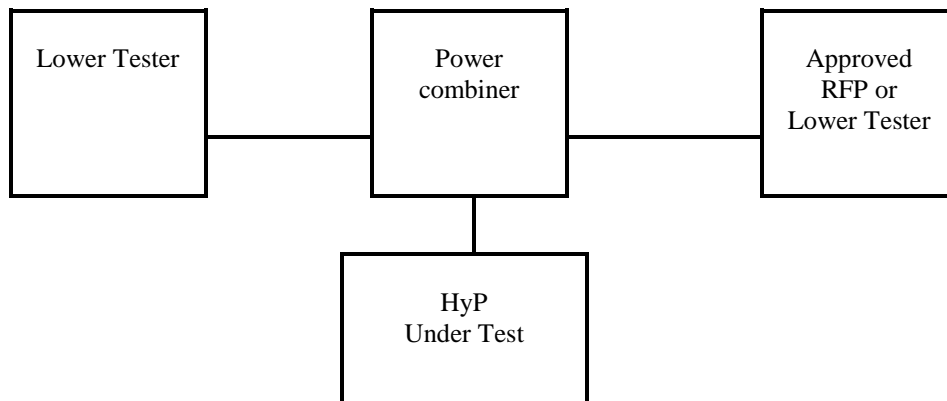 Lower Tester
Power
combiner
Approved
RFP or
Lower Tester
HyP
Under Test